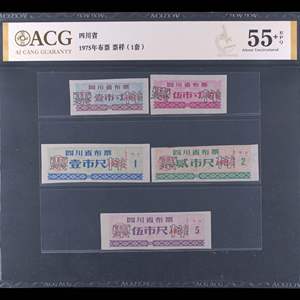 ACG
AI CANG GUARANTY
四川省
1975年布票 票样（1套）
55+
EPQ
About Uncirculated
四川省布票
壹市寸
四川省布票
伍市寸
四川省布票
壹市尺
1
四川省布票
贰市尺
2
四川省布票
伍市尺
5